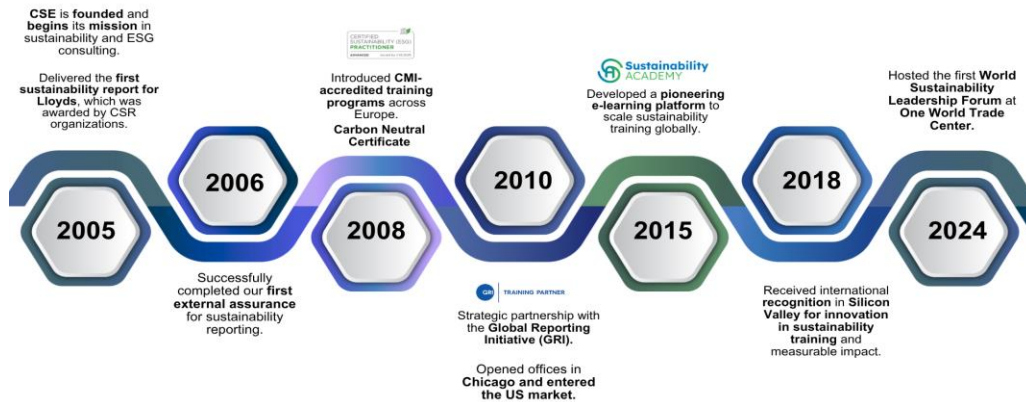 CSE is founded and
begins its mission in
sustainability and ESG
consulting.
Delivered the first
sustainability report for
Lloyds, which was
awarded by CSR
organizations.
2005
2006
Successfully
completed our first
external assurance
for sustainability
reporting.
CERTIFIED
SUSTAINABILITY (ESG)
PRACTITIONER
Introduced CMI-
accredited training
programs across
Europe.
Carbon Neutral
Certificate
2008
2010
GRI TRAINING PARTNER
Strategic partnership with
the Global Reporting
Initiative (GRI).
Opened offices in
Chicago and entered
the US market.
Sustainability
ACADEMY
Developed a pioneering
e-learning platform to
scale sustainability
training globally.
2015
2018
Received international
recognition in Silicon
Valley for innovation
in sustainability
training and
measurable impact.
Hosted the first World
Sustainability
Leadership Forum at
One World Trade
Center.
2024